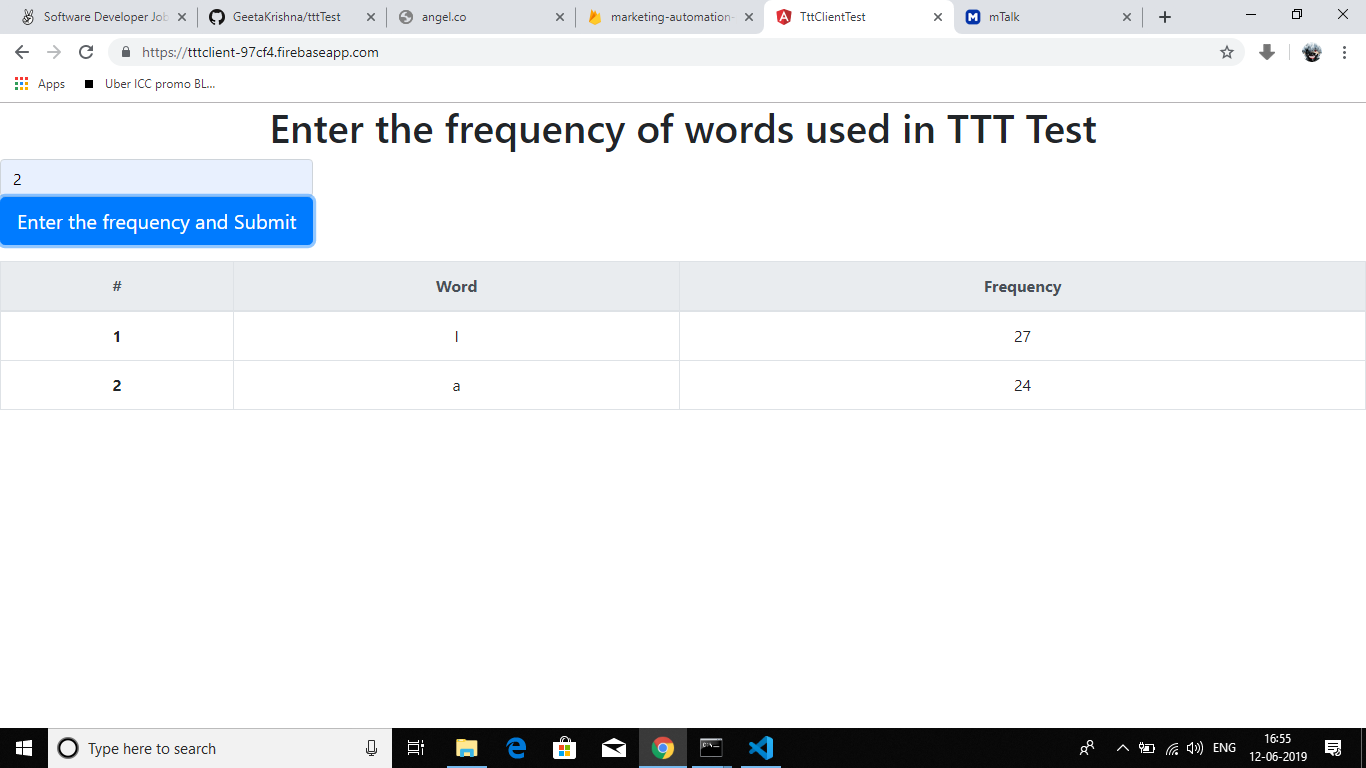 Software Developer Job
GeetaKrishna/tttTest
angel.co
marketing-automation-
TttClientTest
mTalk
https://tttclient-97cf4.firebaseapp.com
Apps
Uber ICC promo BL...
Enter the frequency of words used in TTT Test
2
Enter the frequency and Submit
# Word Frequency
1 I 27
2 a 24
Type here to search
ENG
16:55
12-06-2019